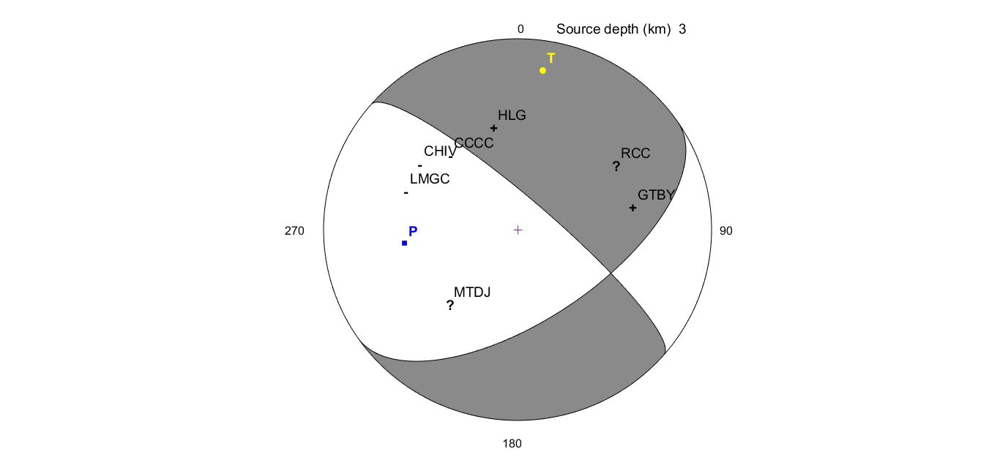 0
Source depth (km) 3
T
HLG
CCCC
+
CHIV
-
RCC
-
?
LMGC
-
GTBY
+
P
270
90
MTDJ
?
180